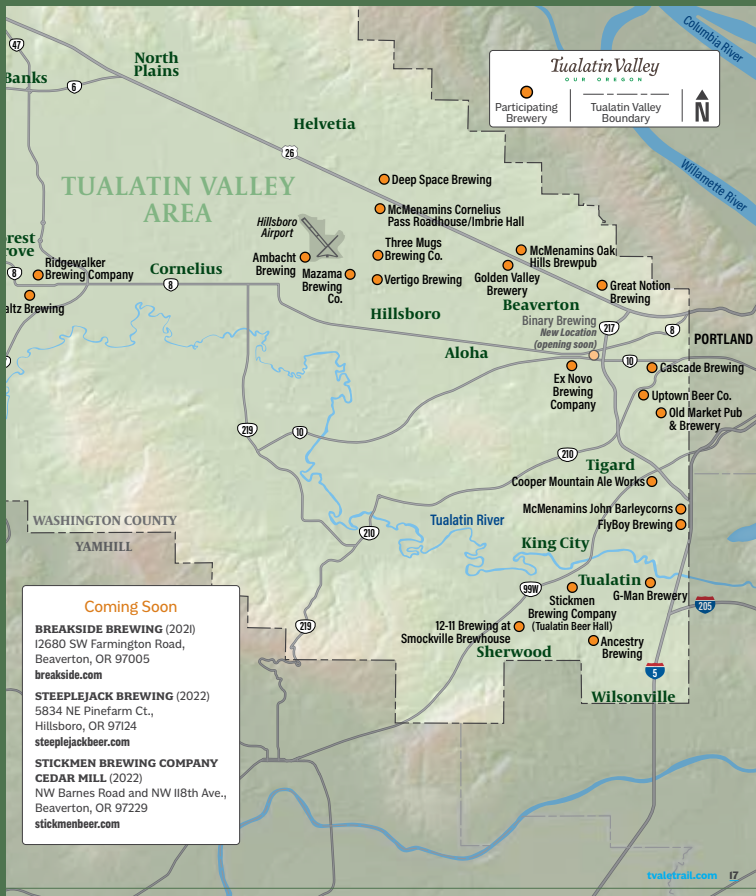 47
Banks
6
North
Plains
Columbia River
Tualatin Valley
OUR OREGON
Participating
Brewery
Tualatin Valley
Boundary
N
Helvetia
26
Willamette River
TUALATIN VALLEY
AREA
Deep Space Brewing
McMenamins Cornelius
Pass Roadhouse/Imbrie Hall
Hillsboro
Airport
Three Mugs
Brewing Co.
McMenamins Oak
Hills Brewpub
orest
rove
Ridgewalker
Brewing Company
8
Cornelius
8
Ambacht
Brewing
Mazama
Brewing
Co.
Vertigo Brewing
Golden Valley
Brewery
Great Notion
Brewing
altz Brewing
Hillsboro
Beaverton
Binary Brewing
New Location
(opening soon)
217
8
PORTLAND
Aloha
10
Cascade Brewing
Ex Novo
Brewing
Company
Uptown Beer Co.
Old Market Pub
& Brewery
219
10
210
Tigard
Cooper Mountain Ale Works
McMenamins John Barleycorns
FlyBoy Brewing
WASHINGTON COUNTY
YAMHILL
210
Tualatin River
King City
99W
Tualatin
G-Man Brewery
Stickmen
Brewing Company
(Tualatin Beer Hall)
205
219
12-11 Brewing at
Smockville Brewhouse
Sherwood
Ancestry
Brewing
5
Wilsonville
Coming Soon
BREAKSIDE BREWING (2021)
12680 SW Farmington Road,
Beaverton, OR 97005
breakside.com
STEEPLEJACK BREWING (2022)
5834 NE Pinefarm Ct.,
Hillsboro, OR 97124
steeplejackbeer.com
STICKMEN BREWING COMPANY
CEDAR MILL (2022)
NW Barnes Road and NW 118th Ave.,
Beaverton, OR 97229
stickmenbeer.com
tvaletrail.com 17